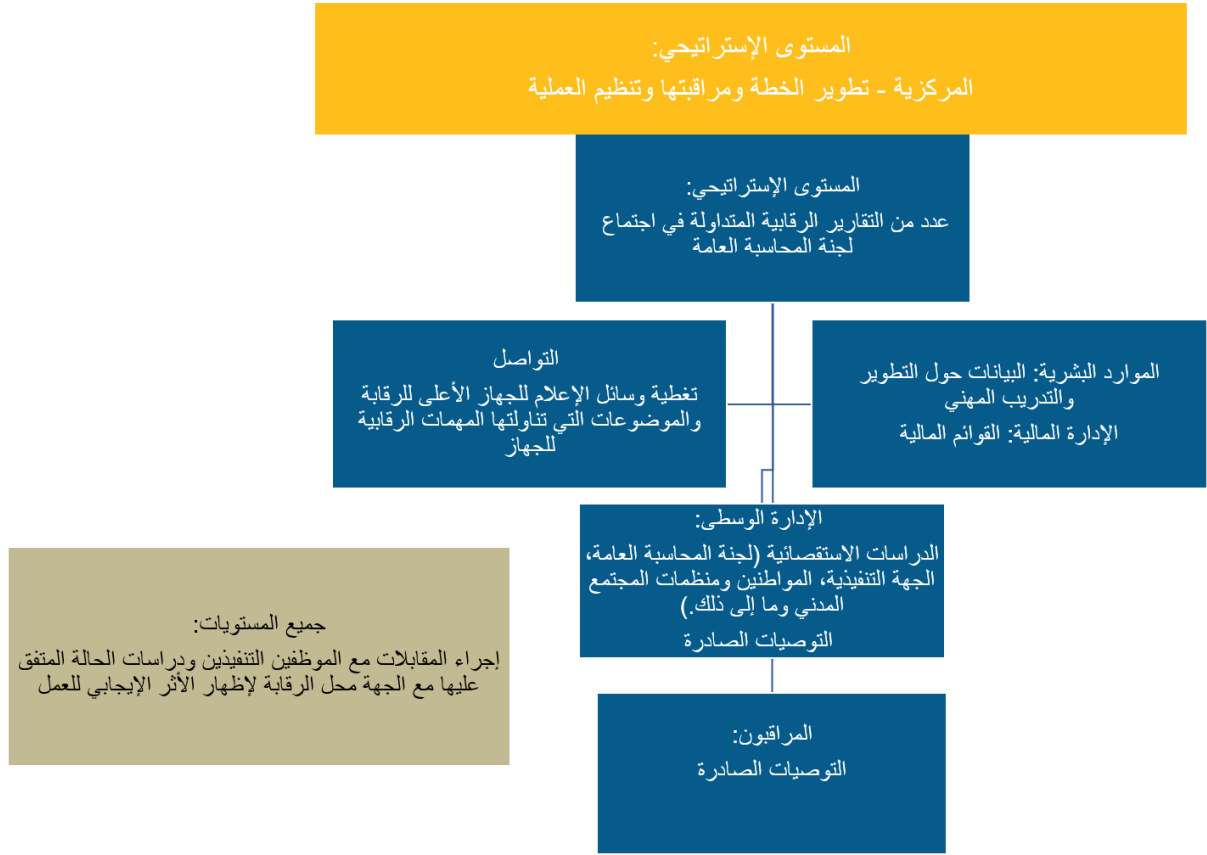 المستوى الإستراتيحي:
المركزية - تطوير الخطة ومراقبتها وتنظيم العملية
المستوى الإستراتيحي:
عدد من التقارير الرقابية المتداولة في اجتماع
لجنة المحاسبة العامة
الموارد البشرية: البيانات حول التطوير
والتدريب المهني
الإدارة المالية: القوائم المالية
التواصل
تغطية وسائل الإعلام للجهاز الأعلى للرقابة
والموضوعات التي تناولتها المهمات الرقابية
للجهاز
الإدارة الوسطى:
الدراسات الاستقصائية (لجنة المحاسبة العامة،
الجهة التنفيذية، المواطنين ومنظمات المجتمع
المدني وما إلى ذلك.)
التوصيات الصادرة
جميع المستويات:
إجراء المقابلات مع الموظفين التنفيذين ودراسات الحالة المتفق
عليها مع الجهة محل الرقابة لإظهار الأثر الإيجابي للعمل
المراقبون:
التوصيات الصادرة